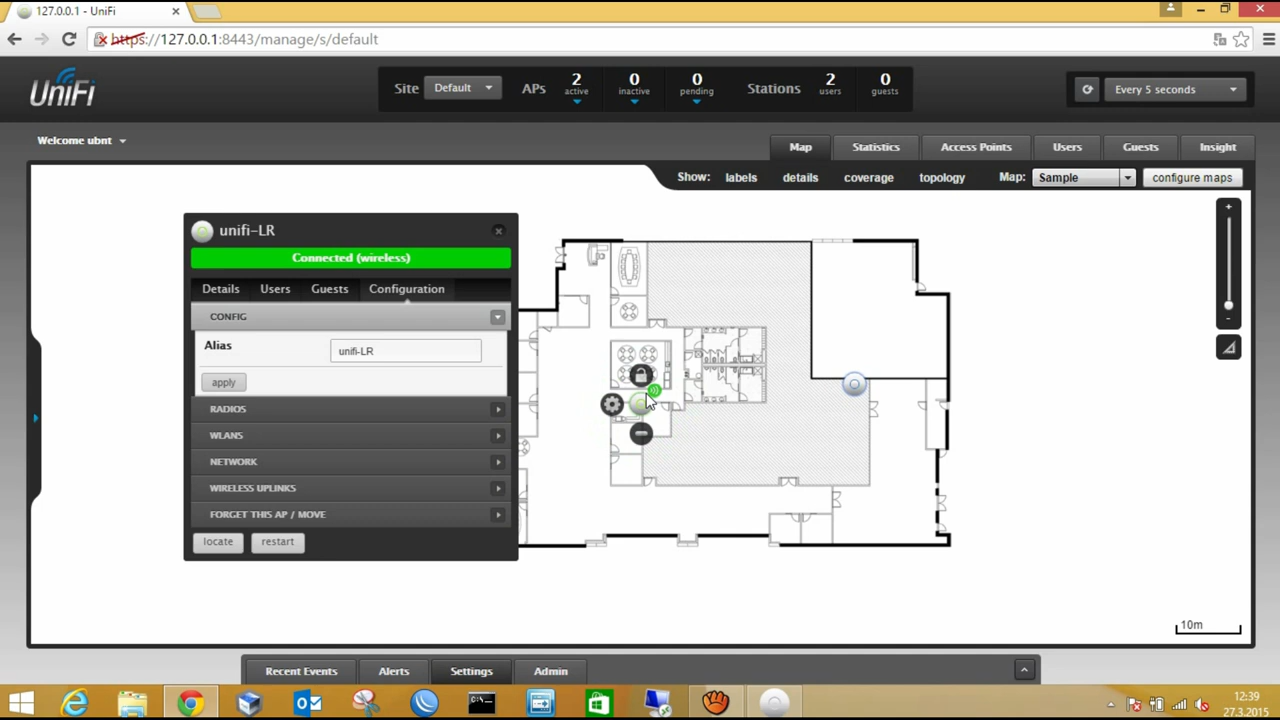 127.0.0.1 - UniFi
https://127.0.0.1:8443/manage/s/default
UniFi
Site Default APs 2 active 0 inactive 0 pending Stations 2 users 0 guests
Every 5 seconds
Welcome ubnt
Map Statistics Access Points Users Guests Insight
Show: labels details coverage topology Map: Sample configure maps
unifi-LR
Connected (wireless)
Details Users Guests Configuration
CONFIG
Alias unifi-LR
apply
RADIOS
WLANS
NETWORK
WIRELESS UPLINKS
FORGET THIS AP / MOVE
locate restart
10m
Recent Events Alerts Settings Admin
12:39
27.3.2015